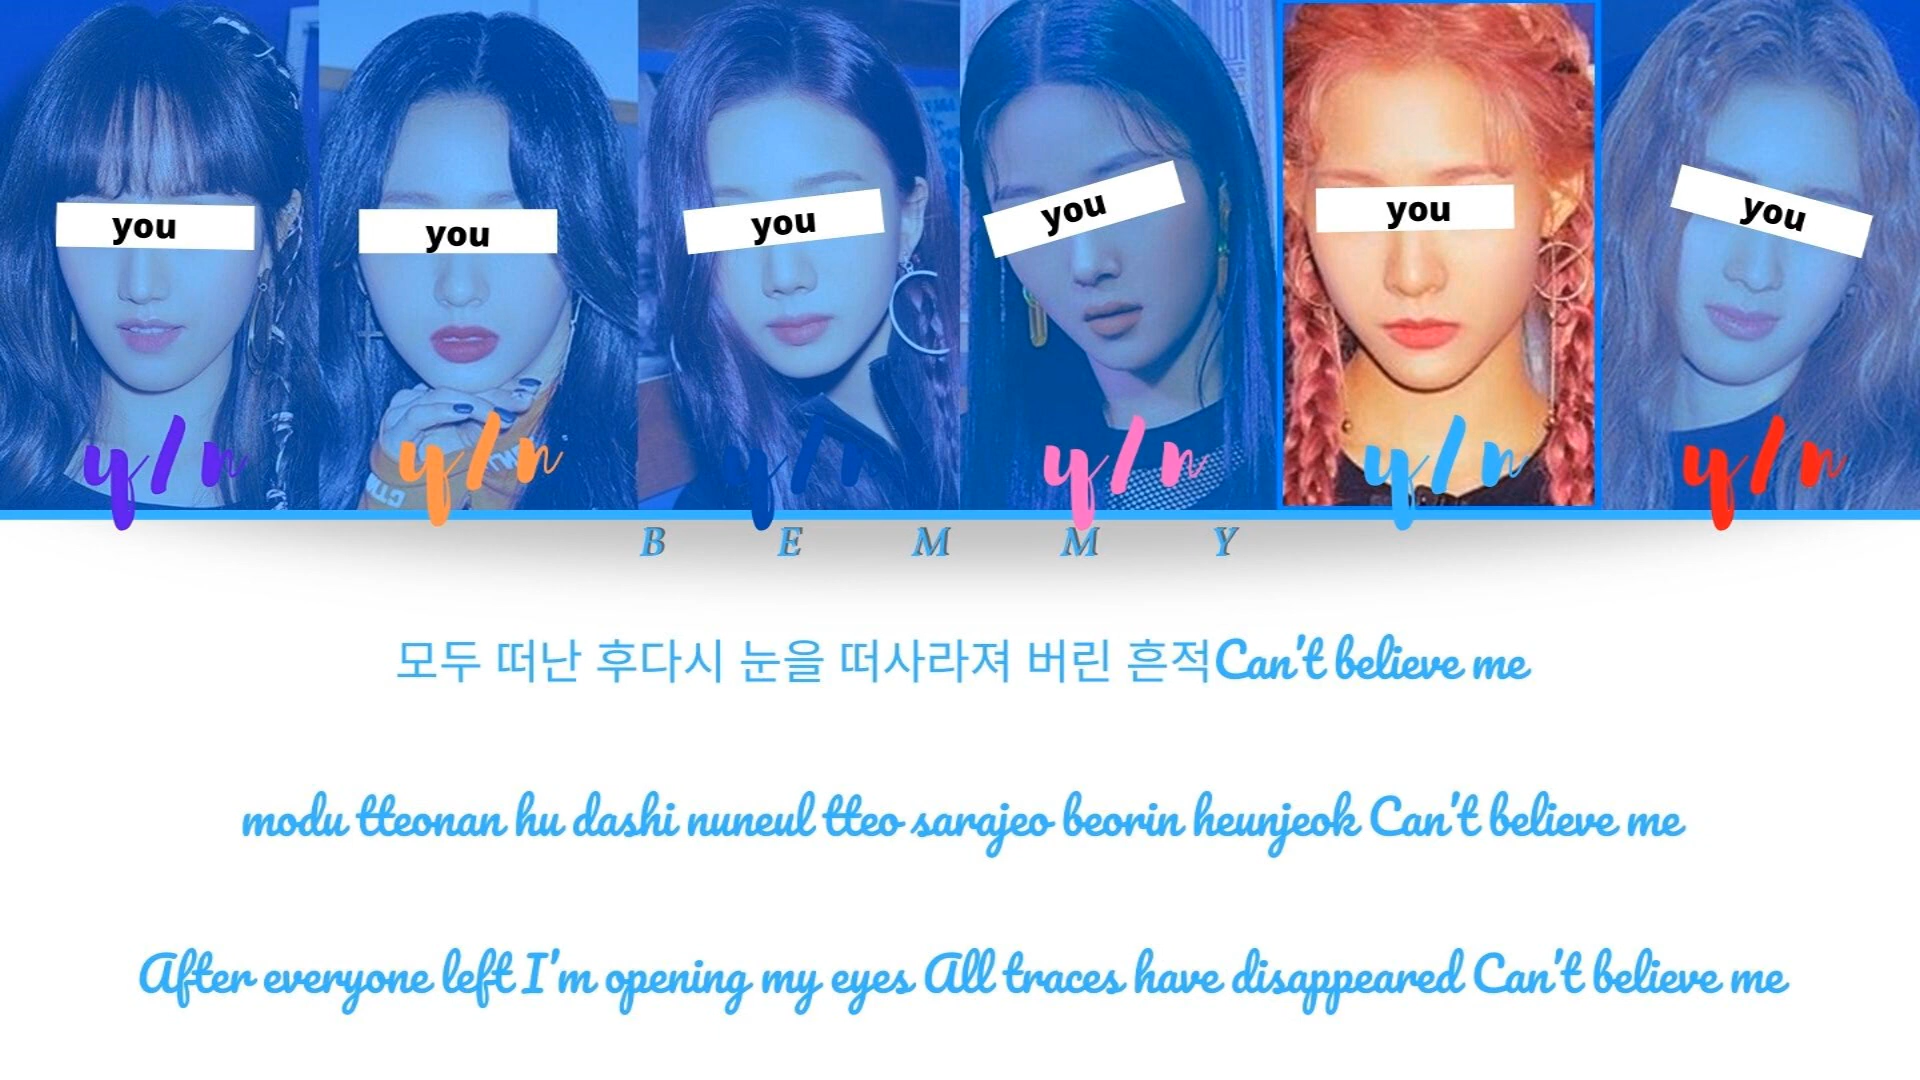 you
you
you
you
you
you
y/n
y/n
y/n
y/n
y/n
y/n
BEMMY
모두 떠난 후다시 눈을 떠사라져 버린 흔적Can't believe me
modu tteonan hu dashi nuneul tteo sarajeo beorin heunjeok Can't believe me
After everyone left I'm opening my eyes All traces have disappeared Can't believe me